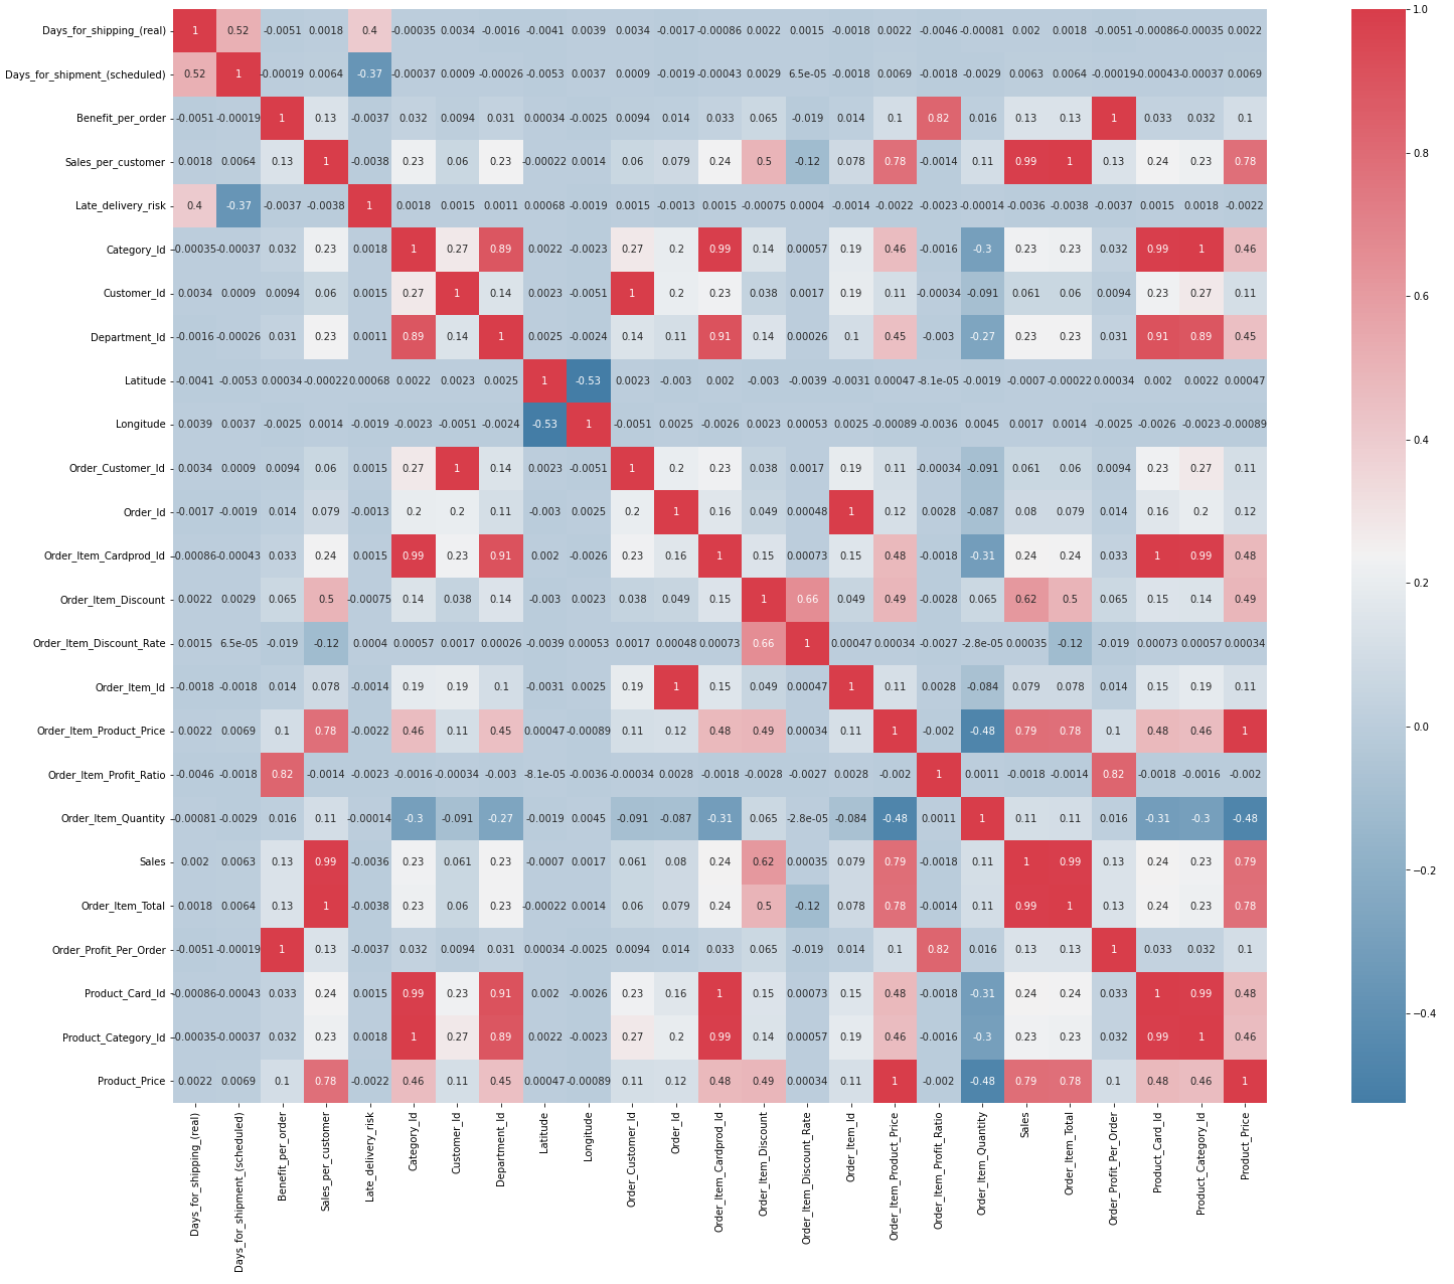 Days_for_shipping_(real) 1 0.52 -0.0051 0.0018 0.4 -0.00035 0.0034 -0.0016 -0.0041 0.0039 0.0034 -0.0017 -0.00086 0.0022 0.0015 -0.0018 0.0022 -0.0046 -0.00081 0.002 0.0018 -0.0051 -0.00086 -0.00035 0.0022
Days_for_shipment_(scheduled) 0.52 1 -0.00019 0.0064 -0.37 -0.00037 0.0009 -0.00026 -0.0053 0.0037 0.0009 -0.0019 -0.00043 0.0029 6.5e-05 -0.0018 0.0069 -0.0018 -0.0029 0.0063 0.0064 -0.00019 -0.00043 -0.00037 0.0069
Benefit_per_order -0.0051 -0.00019 1 0.13 -0.0037 0.032 0.0094 0.031 0.00034 -0.0025 0.0094 0.014 0.033 0.065 -0.019 0.014 0.1 0.82 0.016 0.13 0.13 1 0.033 0.032 0.1
Sales_per_customer 0.0018 0.0064 0.13 1 -0.0038 0.23 0.06 0.23 -0.00022 0.0014 0.06 0.079 0.24 0.5 -0.12 0.078 0.78 -0.0014 0.11 0.99 1 0.13 0.24 0.23 0.78
Late_delivery_risk 0.4 -0.37 -0.0037 -0.0038 1 0.0018 0.0015 0.0011 0.00068 -0.0019 0.0015 -0.0013 0.0015 -0.00075 0.0004 -0.0014 -0.0022 -0.0023 -0.00014 -0.0036 -0.0038 -0.0037 0.0015 0.0018 -0.0022
Category_Id -0.00035 -0.00037 0.032 0.23 0.0018 1 0.27 0.89 0.0022 -0.0023 0.27 0.2 0.99 0.14 0.00057 0.19 0.46 -0.0016 -0.3 0.23 0.23 0.032 0.99 1 0.46
Customer_Id 0.0034 0.0009 0.0094 0.06 0.0015 0.27 1 0.14 0.0023 -0.0051 1 0.2 0.23 0.038 0.0017 0.19 0.11 -0.00034 -0.091 0.061 0.06 0.0094 0.23 0.27 0.11
Department_Id -0.0016 -0.00026 0.031 0.23 0.0011 0.89 0.14 1 0.0025 -0.0024 0.14 0.11 0.91 0.14 0.00026 0.1 0.45 -0.003 -0.27 0.23 0.23 0.031 0.91 0.89 0.45
Latitude -0.0041 -0.0053 0.00034 -0.00022 0.00068 0.0022 0.0023 0.0025 1 -0.53 0.0023 -0.003 0.002 -0.003 -0.0039 -0.0031 0.00047 -8.1e-05 -0.0019 -0.0007 -0.00022 0.00034 0.002 0.0022 0.00047
Longitude 0.0039 0.0037 -0.0025 0.0014 -0.0019 -0.0023 -0.0051 -0.0024 -0.53 1 -0.0051 0.0025 -0.0026 0.0023 0.00053 0.0025 -0.00089 -0.0036 0.0045 0.0017 0.0014 -0.0025 -0.0026 -0.0023 -0.00089
Order_Customer_Id 0.0034 0.0009 0.0094 0.06 0.0015 0.27 1 0.14 0.0023 -0.0051 1 0.2 0.23 0.038 0.0017 0.19 0.11 -0.00034 -0.091 0.061 0.06 0.0094 0.23 0.27 0.11
Order_Id -0.0017 -0.0019 0.014 0.079 -0.0013 0.2 0.2 0.11 -0.003 0.0025 0.2 1 0.16 0.049 0.00048 1 0.12 0.0028 -0.087 0.08 0.079 0.014 0.16 0.2 0.12
Order_Item_Cardprod_Id -0.00086 -0.00043 0.033 0.24 0.0015 0.99 0.23 0.91 0.002 -0.0026 0.23 0.16 1 0.15 0.00073 0.15 0.48 -0.0018 -0.31 0.24 0.24 0.033 1 0.99 0.48
Order_Item_Discount 0.0022 0.0029 0.065 0.5 -0.00075 0.14 0.038 0.14 -0.003 0.0023 0.038 0.049 0.15 1 0.66 0.049 0.49 -0.0028 0.065 0.62 0.5 0.065 0.15 0.14 0.49
Order_Item_Discount_Rate 0.0015 6.5e-05 -0.019 -0.12 0.0004 0.00057 0.0017 0.00026 -0.0039 0.00053 0.0017 0.00048 0.00073 0.66 1 0.00047 0.00034 -0.0027 -2.8e-05 0.00035 -0.12 -0.019 0.00073 0.00057 0.00034
Order_Item_Id -0.0018 -0.0018 0.014 0.078 -0.0014 0.19 0.19 0.1 -0.0031 0.0025 0.19 1 0.15 0.049 0.00047 1 0.11 0.0028 -0.084 0.079 0.078 0.014 0.15 0.19 0.11
Order_Item_Product_Price 0.0022 0.0069 0.1 0.78 -0.0022 0.46 0.11 0.45 0.00047 -0.00089 0.11 0.12 0.48 0.49 0.00034 0.11 1 -0.002 -0.48 0.79 0.78 0.1 0.48 0.46 1
Order_Item_Profit_Ratio -0.0046 -0.0018 0.82 -0.0014 -0.0023 -0.0016 -0.00034 -0.003 -8.1e-05 -0.0036 -0.00034 0.0028 -0.0018 -0.0028 -0.0027 0.0028 -0.002 1 0.0011 -0.0018 -0.0014 0.82 -0.0018 -0.0016 -0.002
Order_Item_Quantity -0.00081 -0.0029 0.016 0.11 -0.00014 -0.3 -0.091 -0.27 -0.0019 0.0045 -0.091 -0.087 -0.31 0.065 -2.8e-05 -0.084 -0.48 0.0011 1 0.11 0.11 0.016 -0.31 -0.3 -0.48
Sales 0.002 0.0063 0.13 0.99 -0.0036 0.23 0.061 0.23 -0.0007 0.0017 0.061 0.08 0.24 0.62 0.00035 0.079 0.79 -0.0018 0.11 1 0.99 0.13 0.24 0.23 0.79
Order_Item_Total 0.0018 0.0064 0.13 1 -0.0038 0.23 0.06 0.23 -0.00022 0.0014 0.06 0.079 0.24 0.5 -0.12 0.078 0.78 -0.0014 0.11 0.99 1 0.13 0.24 0.23 0.78
Order_Profit_Per_Order -0.0051 -0.00019 1 0.13 -0.0037 0.032 0.0094 0.031 0.00034 -0.0025 0.0094 0.014 0.033 0.065 -0.019 0.014 0.1 0.82 0.016 0.13 0.13 1 0.033 0.032 0.1
Product_Card_Id -0.00086 -0.00043 0.033 0.24 0.0015 0.99 0.23 0.91 0.002 -0.0026 0.23 0.16 1 0.15 0.00073 0.15 0.48 -0.0018 -0.31 0.24 0.24 0.033 1 0.99 0.48
Product_Category_Id -0.00035 -0.00037 0.032 0.23 0.0018 1 0.27 0.89 0.0022 -0.0023 0.27 0.2 0.99 0.14 0.00057 0.19 0.46 -0.0016 -0.3 0.23 0.23 0.032 0.99 1 0.46
Product_Price 0.0022 0.0069 0.1 0.78 -0.0022 0.46 0.11 0.45 0.00047 -0.00089 0.11 0.12 0.48 0.49 0.00034 0.11 1 -0.002 -0.48 0.79 0.78 0.1 0.48 0.46 1
Days_for_shipping_(real)
Days_for_shipment_(scheduled)
Benefit_per_order
Sales_per_customer
Late_delivery_risk
Category_Id
Customer_Id
Department_Id
Latitude
Longitude
Order_Customer_Id
Order_Id
Order_Item_Cardprod_Id
Order_Item_Discount
Order_Item_Discount_Rate
Order_Item_Id
Order_Item_Product_Price
Order_Item_Profit_Ratio
Order_Item_Quantity
Sales
Order_Item_Total
Order_Profit_Per_Order
Product_Card_Id
Product_Category_Id
Product_Price
1.0
0.8
0.6
0.4
0.2
0.0
−0.2
−0.4